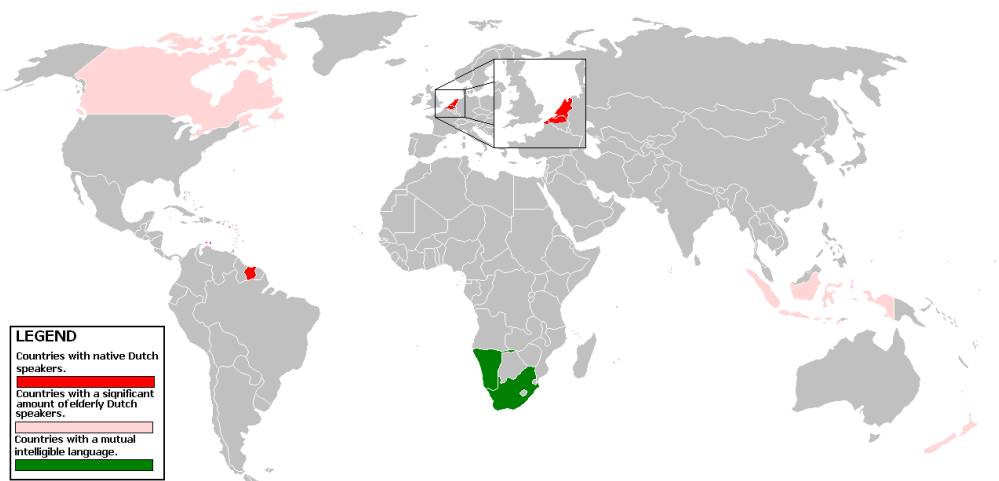 LEGEND
Countries with native Dutch
speakers.
Countries with a significant
amount of elderly Dutch
speakers.
Countries with a mutual
intelligible language.